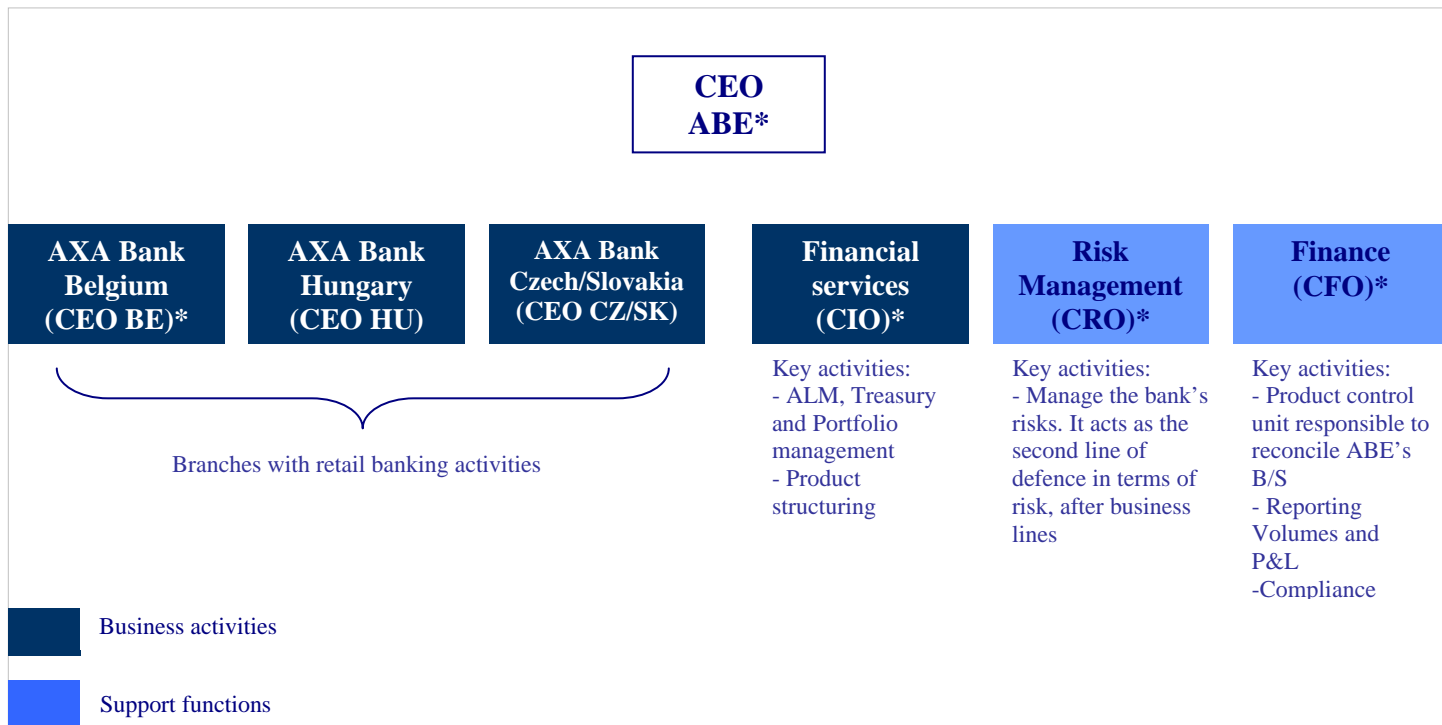 CEO
ABE*
AXA Bank
Belgium
(CEO BE)*
AXA Bank
Hungary
(CEO HU)
AXA Bank
Czech/Slovakia
(CEO CZ/SK)
Financial
services
(CIO)*
Risk
Management
(CRO)*
Finance
(CFO)*
Branches with retail banking activities
Key activities:
- ALM, Treasury
and Portfolio
management
- Product
structuring
Key activities:
- Manage the bank’s
risks. It acts as the
second line of
defence in terms of
risk, after business
lines
Key activities:
- Product control
unit responsible to
reconcile ABE’s
B/S
- Reporting
Volumes and
P&L
-Compliance
Business activities
Support functions